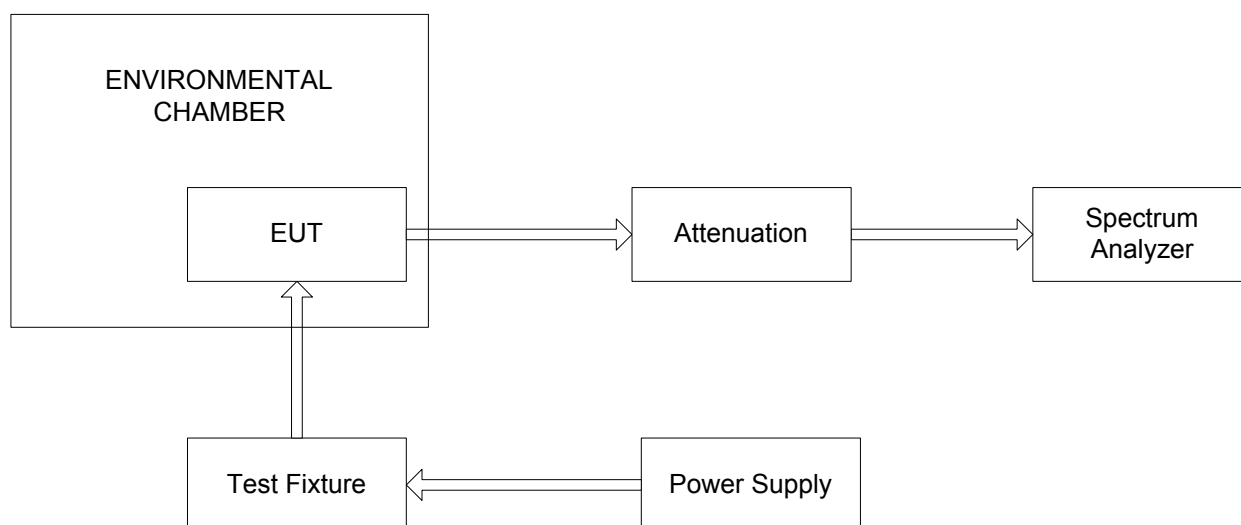 ENVIRONMENTAL
CHAMBER
EUT
Attenuation
Spectrum
Analyzer
Test Fixture
Power Supply